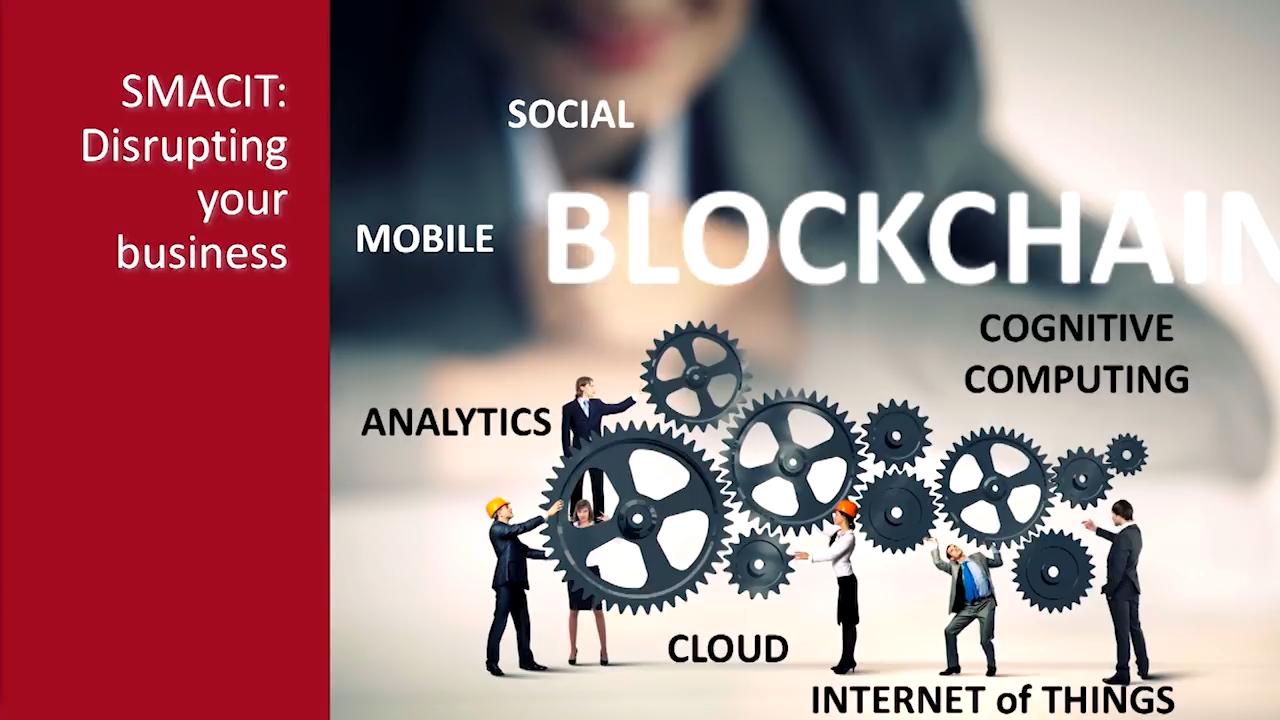 SMACIT:
Disrupting
your
business
SOCIAL
MOBILE
BLOCKCHAIN
COGNITIVE
COMPUTING
ANALYTICS
CLOUD
INTERNET of THINGS